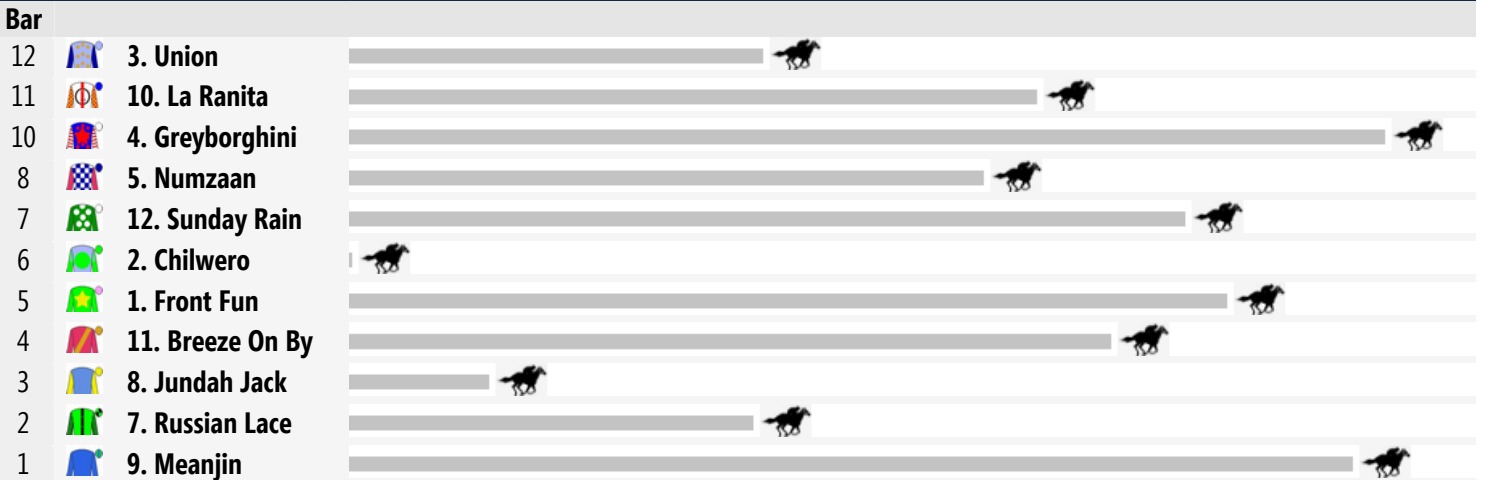 Bar
12 3. Union
11 10. La Ranita
10 4. Greyborghini
8 5. Numzaan
7 12. Sunday Rain
6 2. Chilwero
5 1. Front Fun
4 11. Breeze On By
3 8. Jundah Jack
2 7. Russian Lace
1 9. Meanjin